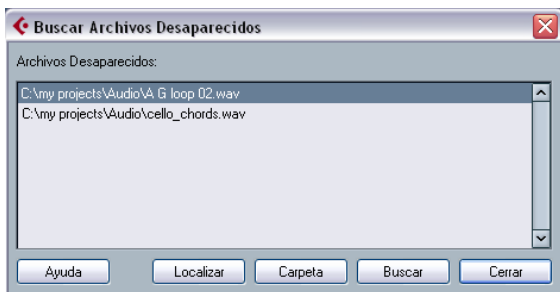 Buscar Archivos Desaparecidos
Archivos Desaparecidos:
C:\my projects\Audio\A G loop 02.wav
C:\my projects\Audio\cello_chords.wav
Ayuda Localizar Carpeta Buscar Cerrar